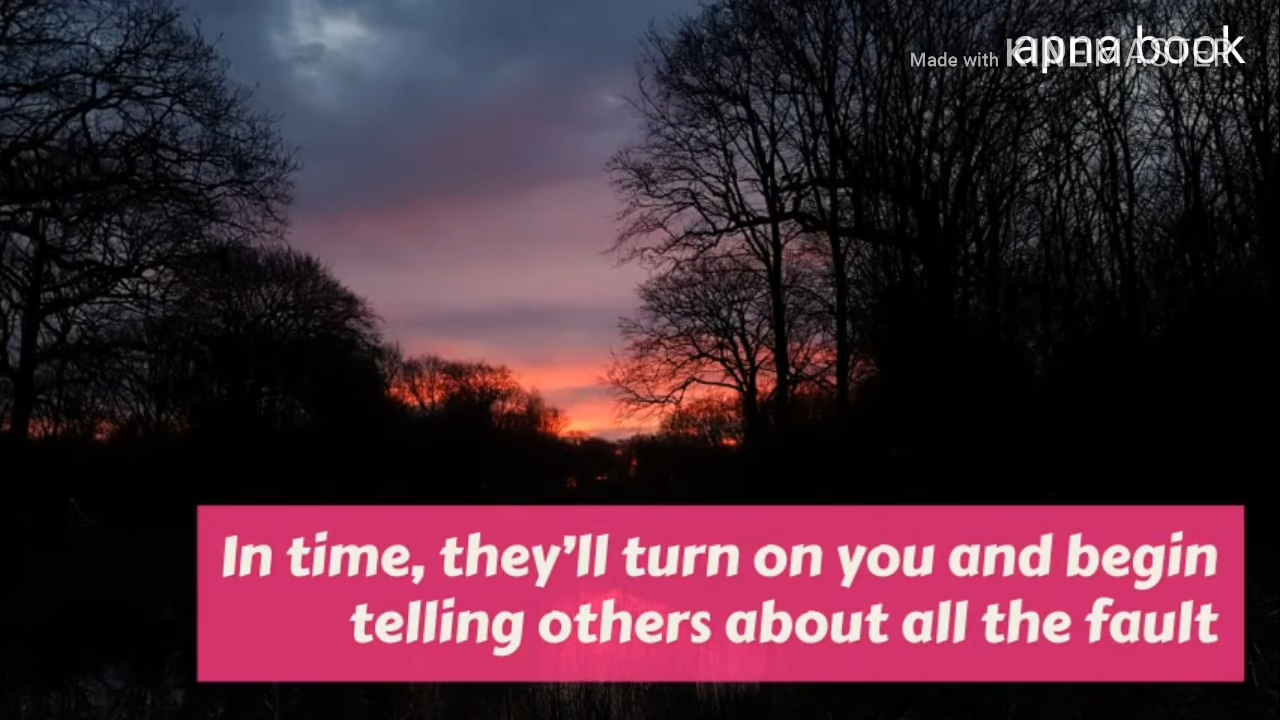 apna book
Made with KINEMASTER
In time, they'll turn on you and begin
telling others about all the fault